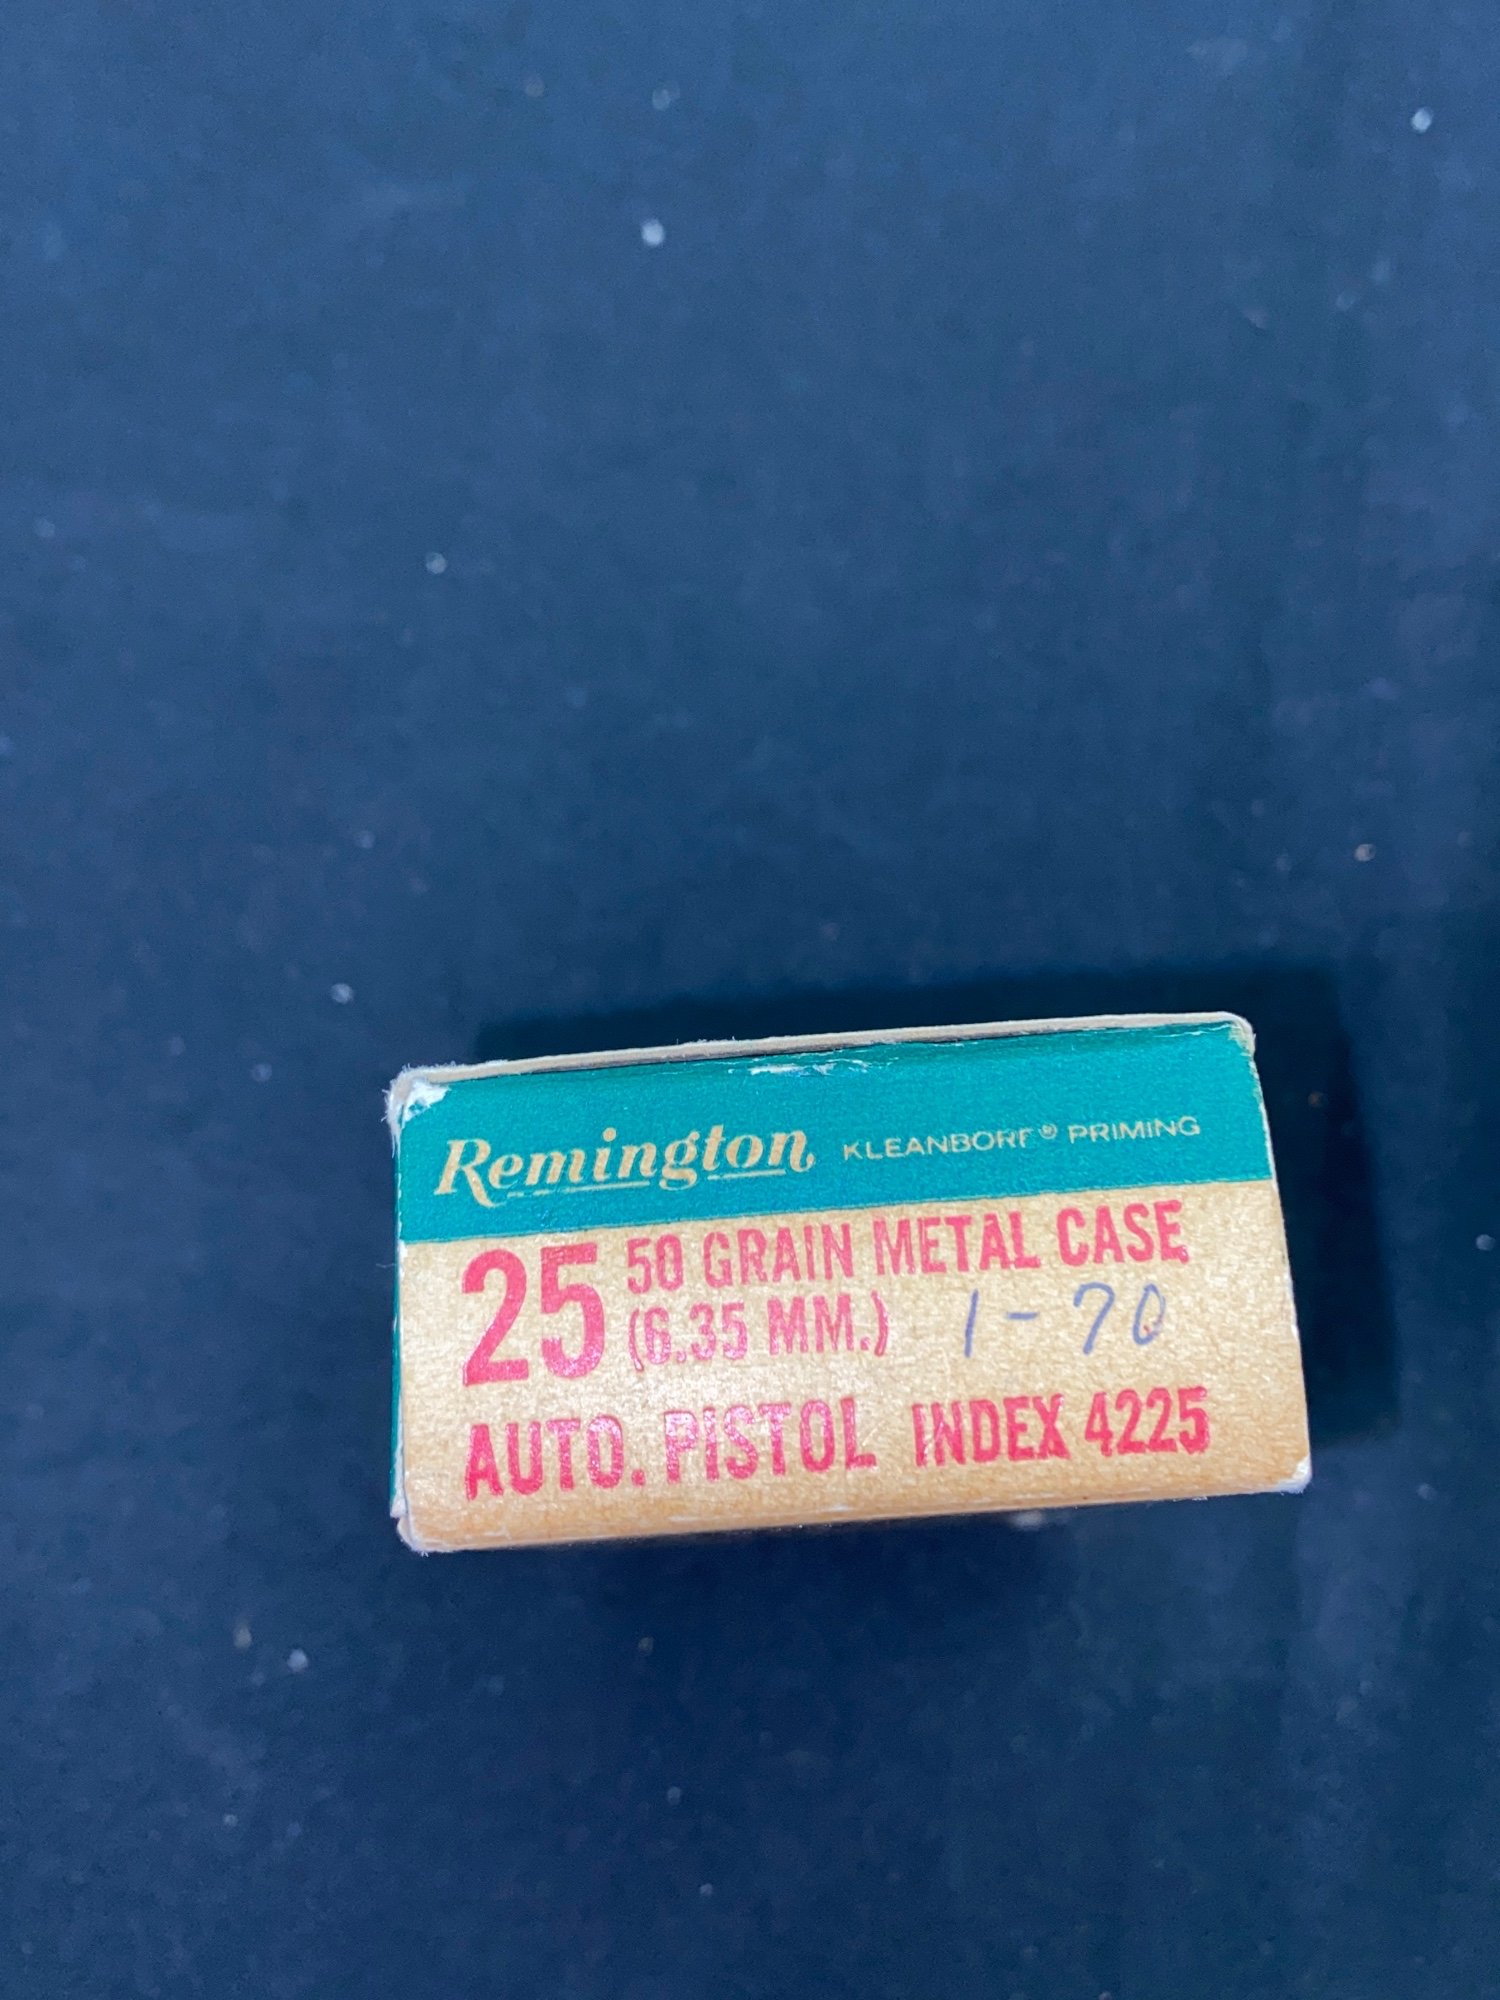 Remington KLEANBORE® PRIMING
25 50 GRAIN METAL CASE
(6.35 MM.) 1-70
AUTO. PISTOL INDEX 4225